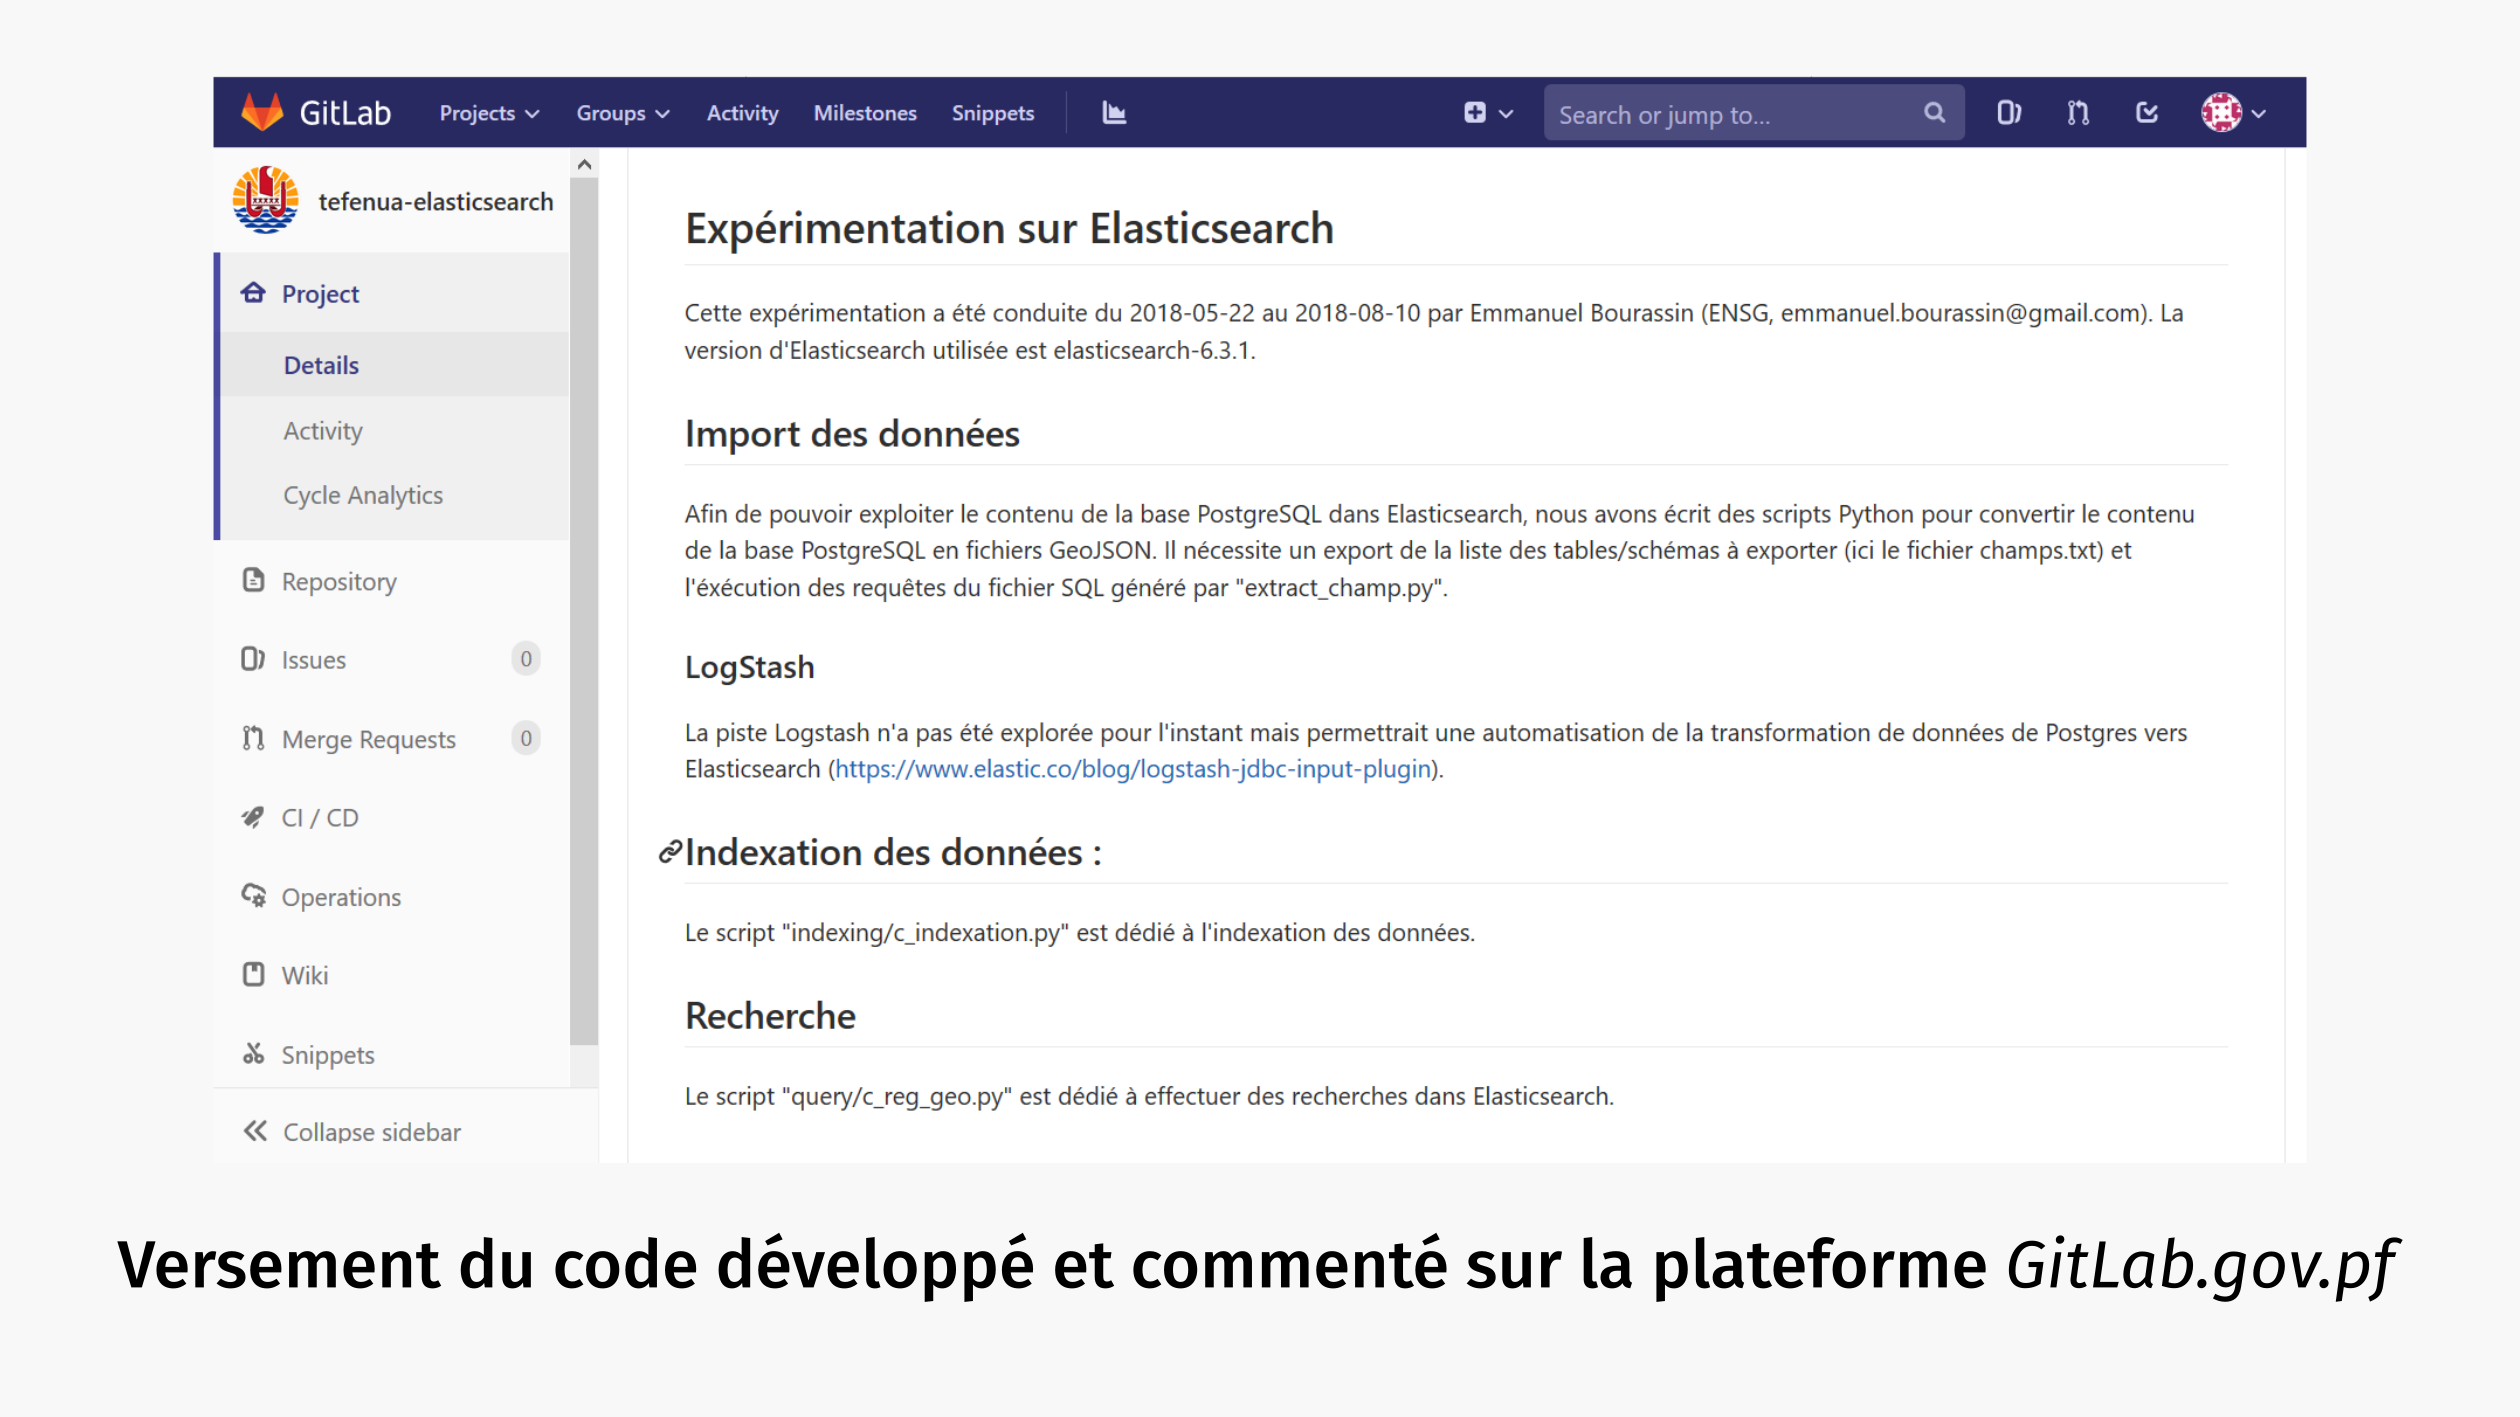 GitLab Projects Groups Activity Milestones Snippets Search or jump to...
tefenua-elasticsearch
Project
Details
Activity
Cycle Analytics
Repository
Issues 0
Merge Requests 0
CI / CD
Operations
Wiki
Snippets
Collapse sidebar
Expérimentation sur Elasticsearch
Cette expérimentation a été conduite du 2018-05-22 au 2018-08-10 par Emmanuel Bourassin (ENSG, emmanuel.bourassin@gmail.com). La
version d'Elasticsearch utilisée est elasticsearch-6.3.1.
Import des données
Afin de pouvoir exploiter le contenu de la base PostgreSQL dans Elasticsearch, nous avons écrit des scripts Python pour convertir le contenu
de la base PostgreSQL en fichiers GeoJSON. Il nécessite un export de la liste des tables/schémas à exporter (ici le fichier champs.txt) et
l'éxécution des requêtes du fichier SQL généré par "extract_champ.py".
LogStash
La piste Logstash n'a pas été explorée pour l'instant mais permettrait une automatisation de la transformation de données de Postgres vers
Elasticsearch (https://www.elastic.co/blog/logstash-jdbc-input-plugin).
Indexation des données :
Le script "indexing/c_indexation.py" est dédié à l'indexation des données.
Recherche
Le script "query/c_reg_geo.py" est dédié à effectuer des recherches dans Elasticsearch.
Versement du code développé et commenté sur la plateforme GitLab.gov.pf